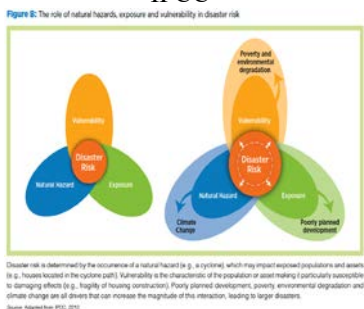 Figure B: The role of natural hazards, exposure and vulnerability in disaster risk
Poverty and
environmental
degradation
Vulnerability
Vulnerability
Disaster
Risk
Disaster
Risk
Natural Hazard
Exposure
Natural Hazard
Exposure
Climate
Change
Poorly planned
development
Disaster risk is determined by the occurrence of a natural hazard (e.g., a cyclone), which may impact exposed populations and assets
(e.g., houses located in the cyclone path). Vulnerability is the characteristic of the population or asset making it particularly susceptible
to damaging effects (e.g., fragility of housing construction). Poorly planned development, poverty, environmental degradation and
climate change are all drivers that can increase the magnitude of this interaction, leading to larger disasters.
Source: Adapted from IPCC, 2012